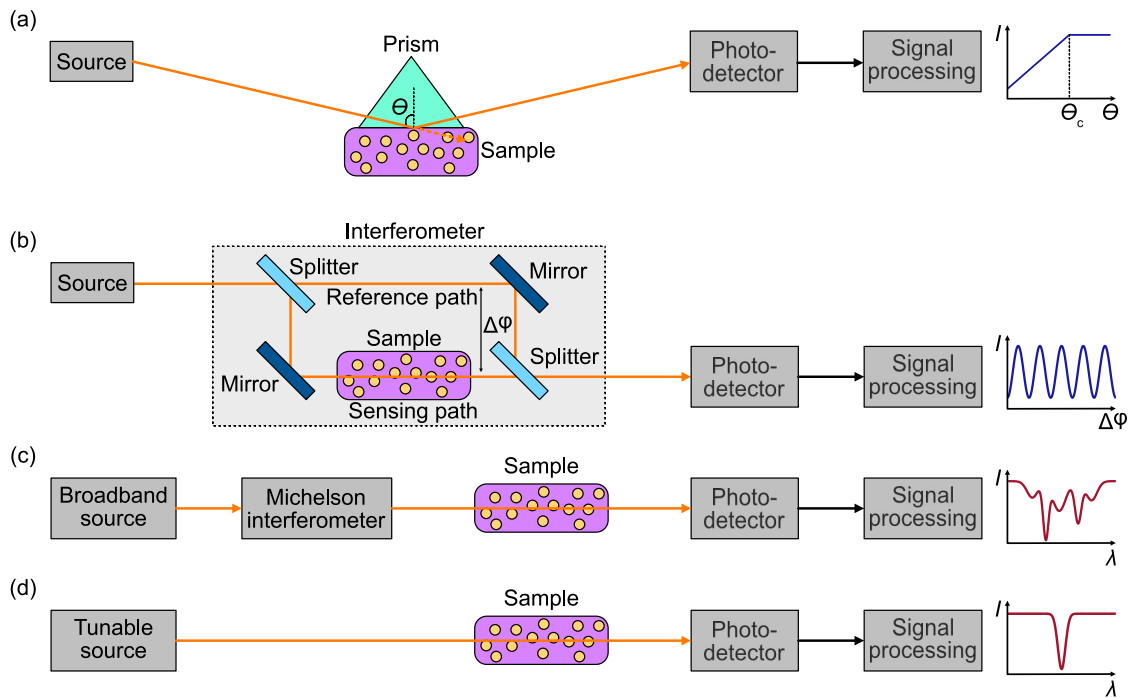 (a)
Source
Prism
Θ
Sample
Photo-
detector
Signal
processing
I
Θc
Θ
(b)
Interferometer
Source
Splitter
Mirror
Reference path
Δφ
Sample
Splitter
Mirror
Sensing path
Photo-
detector
Signal
processing
I
Δφ
(c)
Broadband
source
Michelson
interferometer
Sample
Photo-
detector
Signal
processing
I
λ
(d)
Tunable
source
Sample
Photo-
detector
Signal
processing
I
λ